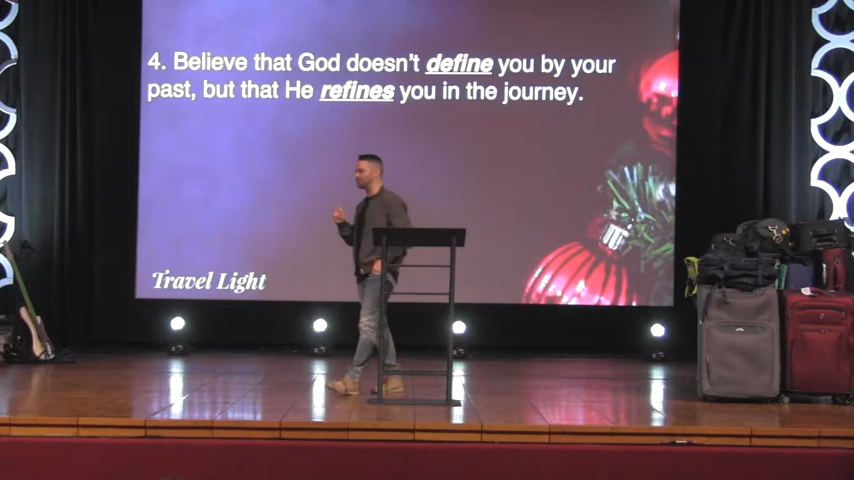 4. Believe that God doesn't define you by your
past, but that He refines you in the journey.
Travel Light